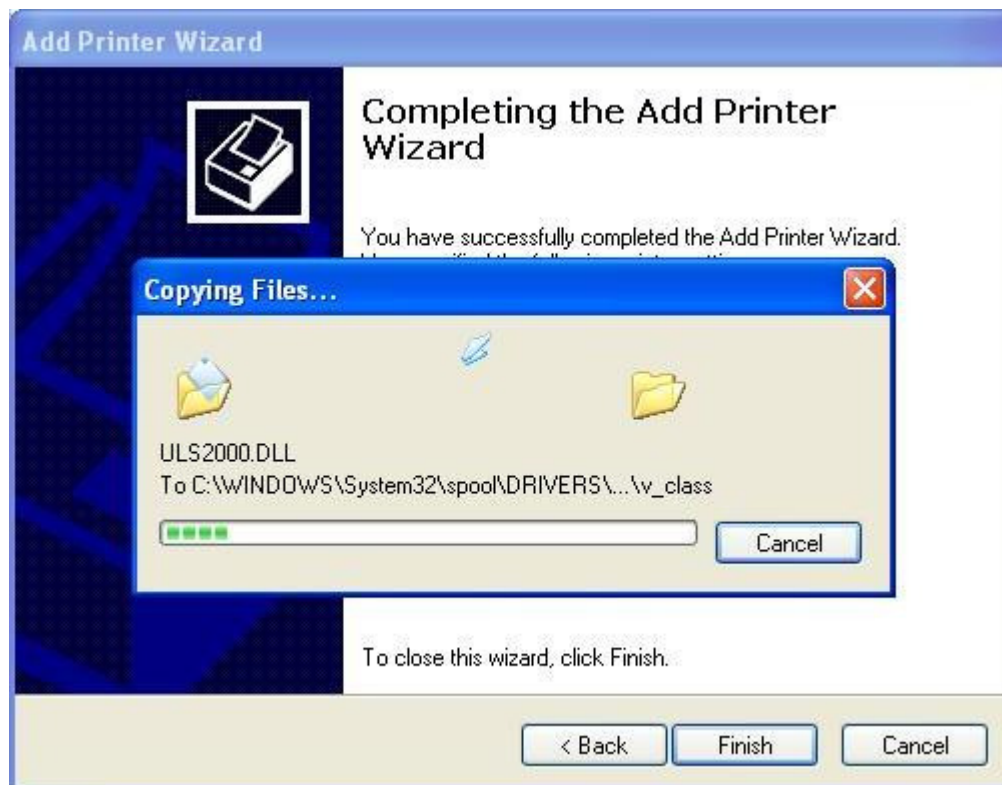 Add Printer Wizard
Completing the Add Printer
Wizard
You have successfully completed the Add Printer Wizard.
Copying Files...
ULS2000.DLL
To C:\WINDOWS\System32\spool\DRIVERS\...\v_class
Cancel
To close this wizard, click Finish.
< Back
Finish
Cancel